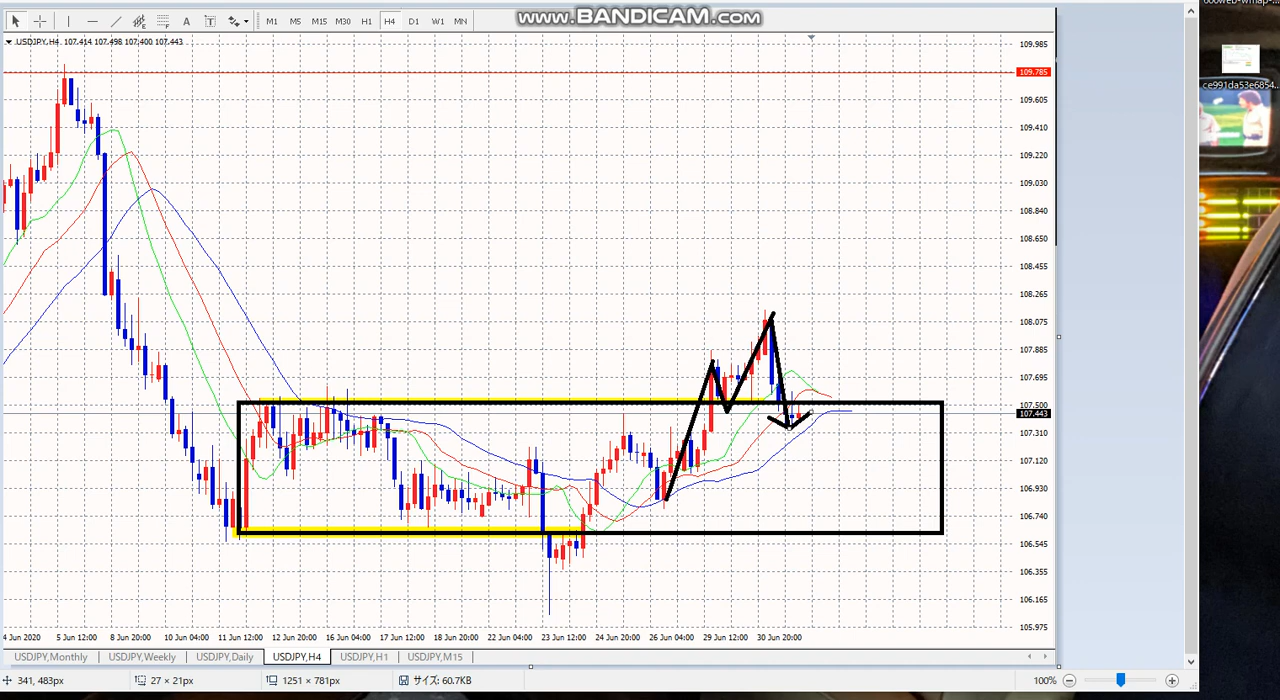 www.BANDICAM.com
000web-wmap-...
A T M1 M5 M15 M30 H1 H4 D1 W1 MN
USDJPY,H4 107.414 107.498 107.400 107.443
109.985
109.785
109.605
109.410
109.220
109.030
108.840
108.650
108.455
108.265
108.075
107.885
107.695
107.500
107.443
107.310
107.120
106.930
106.740
106.545
106.355
106.165
105.975
ce991da53e6854...
4 Jun 2020 5 Jun 12:00 8 Jun 20:00 10 Jun 04:00 11 Jun 12:00 12 Jun 20:00 16 Jun 04:00 17 Jun 12:00 18 Jun 20:00 22 Jun 04:00 23 Jun 12:00 24 Jun 20:00 26 Jun 04:00 29 Jun 12:00 30 Jun 20:00
USDJPY,Monthly USDJPY,Weekly USDJPY,Daily USDJPY,H4 USDJPY,H1 USDJPY,M15
341, 483px 27 × 21px 1251 × 781px サイズ: 60.7KB 100%